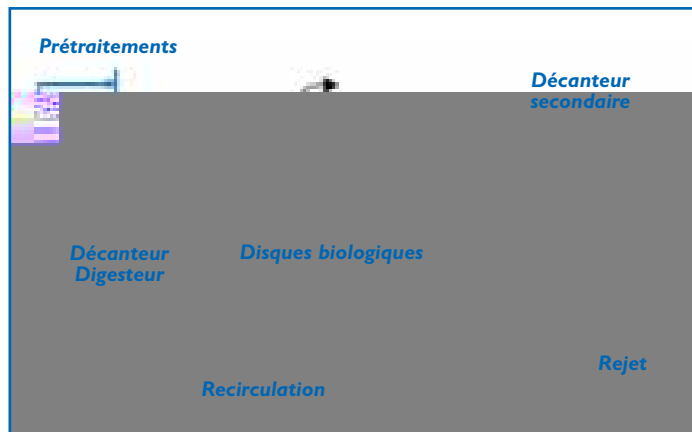 Prétraitements
Décanteur
secondaire
Décanteur
Digesteur
Disques biologiques
Rejet
Recirculation